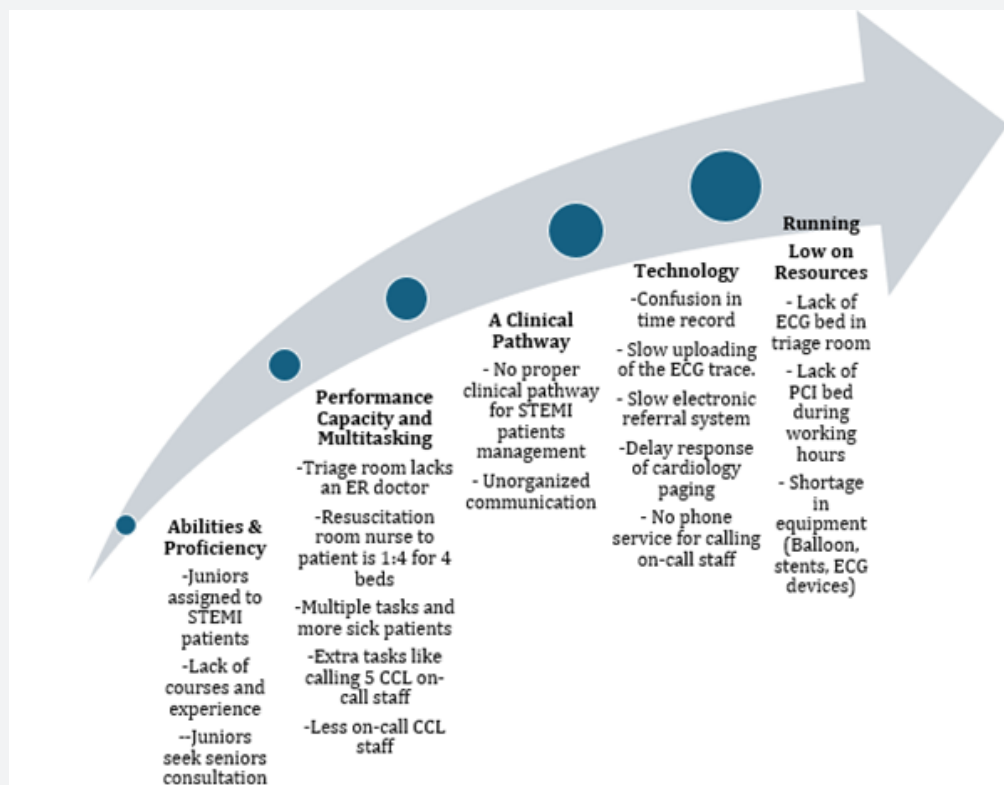 Abilities &
Proficiency
-Juniors
assigned to
STEMI
patients
-Lack of
courses and
experience
--Juniors
seek seniors
consultation
Performance
Capacity and
Multitasking
-Triage room lacks
an ER doctor
-Resuscitation
room nurse to
patient is 1:4 for 4
beds
-Multiple tasks and
more sick patients
-Extra tasks like
calling 5 CCL on-
call staff
-Less on-call CCL
staff
A Clinical
Pathway
- No proper
clinical pathway
for STEMI
patients
management
- Unorganized
communication
Technology
-Confusion in
time record
- Slow uploading
of the ECG trace.
- Slow electronic
referral system
-Delay response
of cardiology
paging
- No phone
service for calling
on-call staff
Running
Low on
Resources
- Lack of
ECG bed in
triage room
- Lack of
PCI bed
during
working
hours
- Shortage
in
equipment
(Balloon,
stents, ECG
devices)